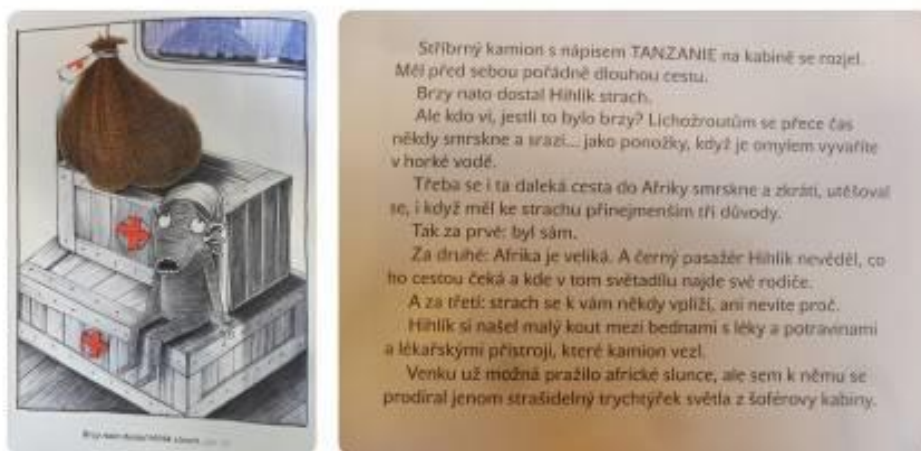 Brzy nato dostal Hihlík strach.
Stříbrný kamion s nápisem TANZANIE na kabině se rozjel.
Měl před sebou pořádně dlouhou cestu.
Brzy nato dostal Hihlík strach.
Ale kdo ví, jestli to bylo brzy? Lichožroutům se přece čas
někdy smrskne a srazí... jako ponožky, když je omylem vyvaříte
v horké vodě.
Třeba se i ta daleká cesta do Afriky smrskne a zkrátí, utěšoval
se, i když měl ke strachu přinejmenším tři důvody.
Tak za prvé: byl sám.
Za druhé: Afrika je veliká. A černý pasažér Hihlík nevěděl, co
ho cestou čeká a kde v tom světadílu najde své rodiče.
A za třetí: strach se k vám někdy vplíží, ani nevíte proč.
Hihlík si našel malý kout mezi bednami s léky a potravinami
a lékařskými přístroji, které kamion vezl.
Venku už možná pražilo africké slunce, ale sem k němu se
prodíral jenom strašidelný trychtýřek světla z šoférovy kabiny.